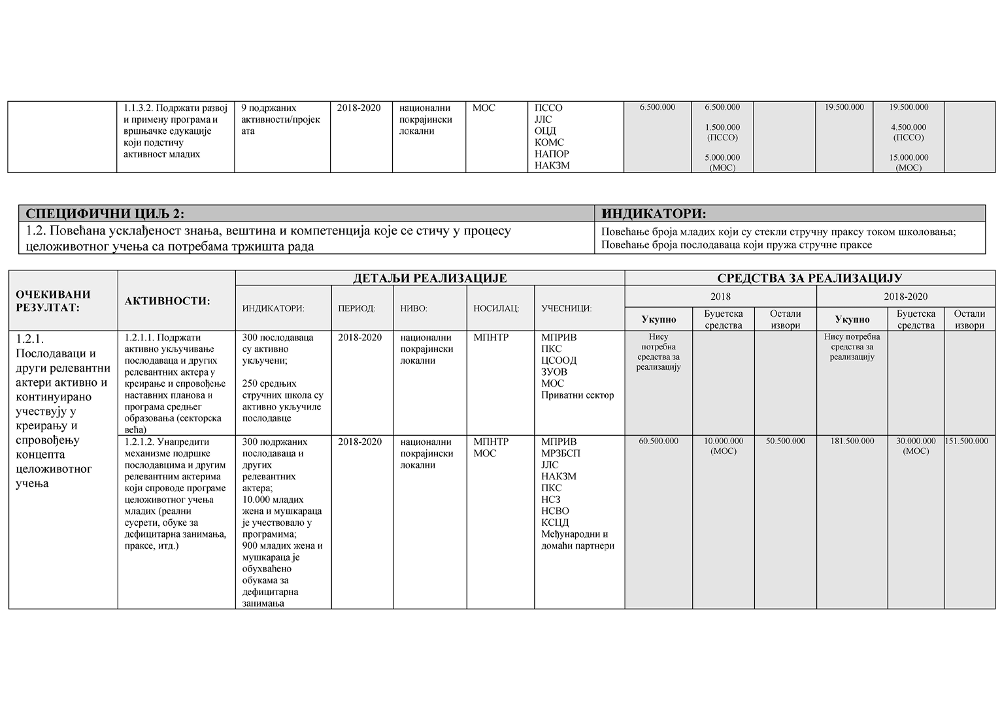 1.1.3.2. Подржати развој
и примену програма и
вршњачке едукације
који подстичу
активност младих
9 подржаних
активности/пројек
ата
2018-2020
национални
покрајински
локални
МОС
ПССО
ЈЛС
ОЦД
КОМС
НАПОР
НАКЗМ
6.500.000
6.500.000
1.500.000
(ПССО)
5.000.000
(МОС)
19.500.000
19.500.000
4.500.000
(ПССО)
15.000.000
(МОС)
СПЕЦИФИЧНИ ЦИЉ 2:
ИНДИКАТОРИ:
1.2. Повећана усклађеност знања, вештина и компетенција које се стичу у процесу
целоживотног учења са потребама тржишта рада
Повећање броја младих који су стекли стручну праксу током школовања;
Повећање броја послодаваца који пружа стручне праксе
ОЧЕКИВАНИ
РЕЗУЛТАТ:
АКТИВНОСТИ:
ДЕТАЉИ РЕАЛИЗАЦИЈЕ
СРЕДСТВА ЗА РЕАЛИЗАЦИЈУ
ИНДИКАТОРИ:
ПЕРИОД:
НИВО:
НОСИЛАЦ:
УЧЕСНИЦИ:
2018
2018-2020
Укупно
Буџетска
средства
Остали
извори
Укупно
Буџетска
средства
Остали
извори
1.2.1.
Послодаваци и
други релевантни
актери активно и
континуирано
учествују у
креирању и
спровођењу
концепта
целоживотног
учења
1.2.1.1. Подржати
активно укључивање
послодаваца и других
релевантних актера у
креирање и спровођење
наставних планова и
програма средњег
образовања (секторска
већа)
300 послодаваца
су активно
укључени;
250 средњих
стручних школа су
активно укључиле
послодавце
2018-2020
национални
покрајински
локални
МПНТР
МПРИВ
ПКС
ЦСООД
ЗУОВ
МОС
Приватни сектор
Нису
потребна
средства за
реализацију
Нису потребна
средства за
реализацију
1.2.1.2. Унапредити
механизме подршке
послодавцима и другим
релевантним актерима
који спроводе програме
целоживотног учења
младих (реални
сусрети, обуке за
дефицитарна занимања,
праксе, итд.)
300 подржаних
послодаваца и
других
релевантних
актера;
10.000 младих
жена и мушкараца
је учествовало у
програмима;
900 младих жена и
мушкараца је
обухваћено
обукама за
дефицитарна
занимања
2018-2020
национални
покрајински
локални
МПНТР
МОС
МПРИВ
МРЗБСП
ЈЛС
НАКЗМ
ПКС
НСЗ
НСВО
КСЦД
Међународни и
домаћи партнери
60.500.000
10.000.000
(МОС)
50.500.000
181.500.000
30.000.000
(МОС)
151.500.000